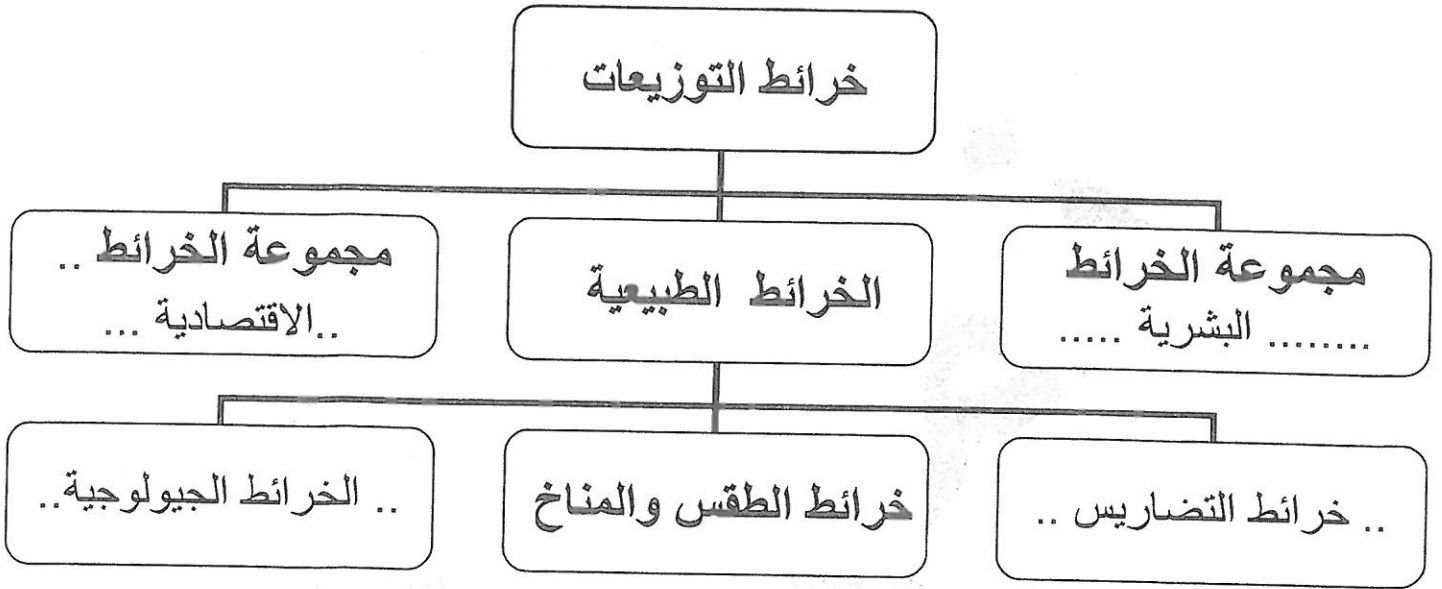 خرائط التوزيعات
مجموعة الخرائط
........ البشرية .....
الخرائط الطبيعية
مجموعة الخرائط ..
..الاقتصادية ...
.. خرائط التضاريس ..
خرائط الطقس والمناخ
.. الخرائط الجيولوجية..